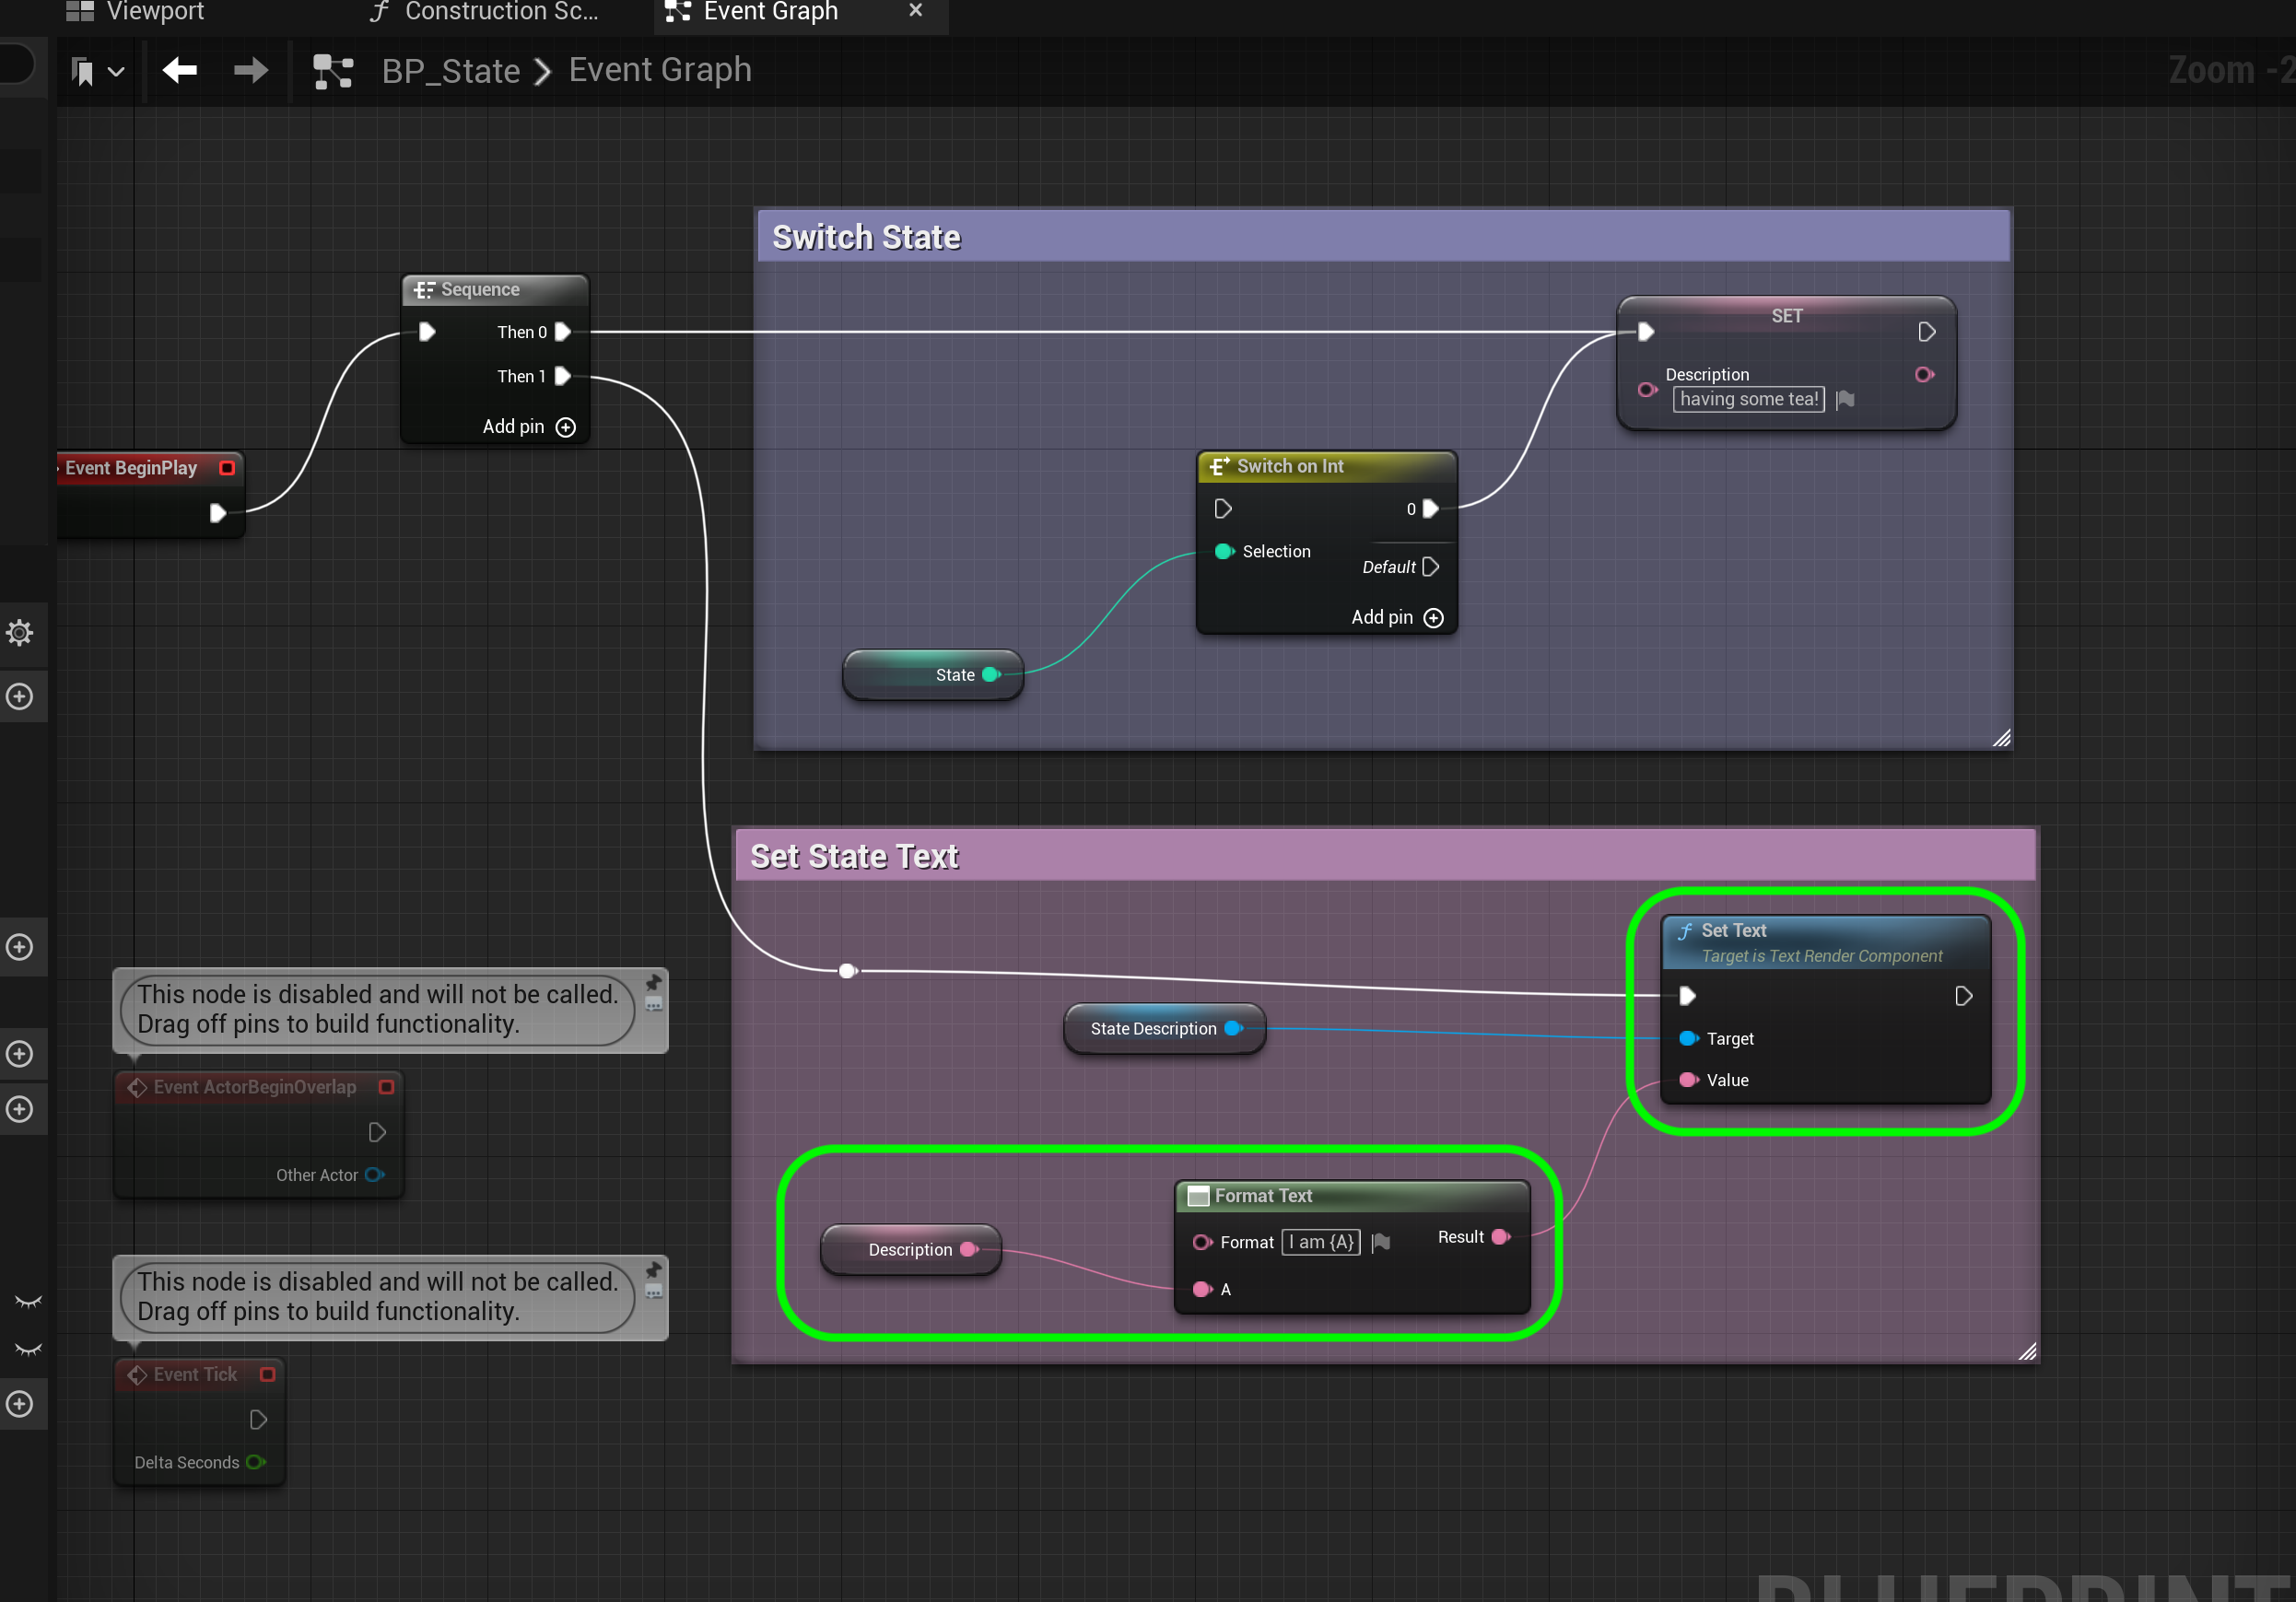 Viewport
Construction Sc...
Event Graph
BP_State
Event Graph
Zoom -2
Switch State
Sequence
Then 0
Then 1
Add pin
SET
Description
having some tea!
Event BeginPlay
Switch on Int
0
Selection
Default
Add pin
State
Set State Text
Set Text
Target is Text Render Component
Target
Value
State Description
This node is disabled and will not be called.
Drag off pins to build functionality.
Event ActorBeginOverlap
Other Actor
Format Text
Format
I am {A}
Result
Description
A
This node is disabled and will not be called.
Drag off pins to build functionality.
Event Tick
Delta Seconds
BLUEPRINT